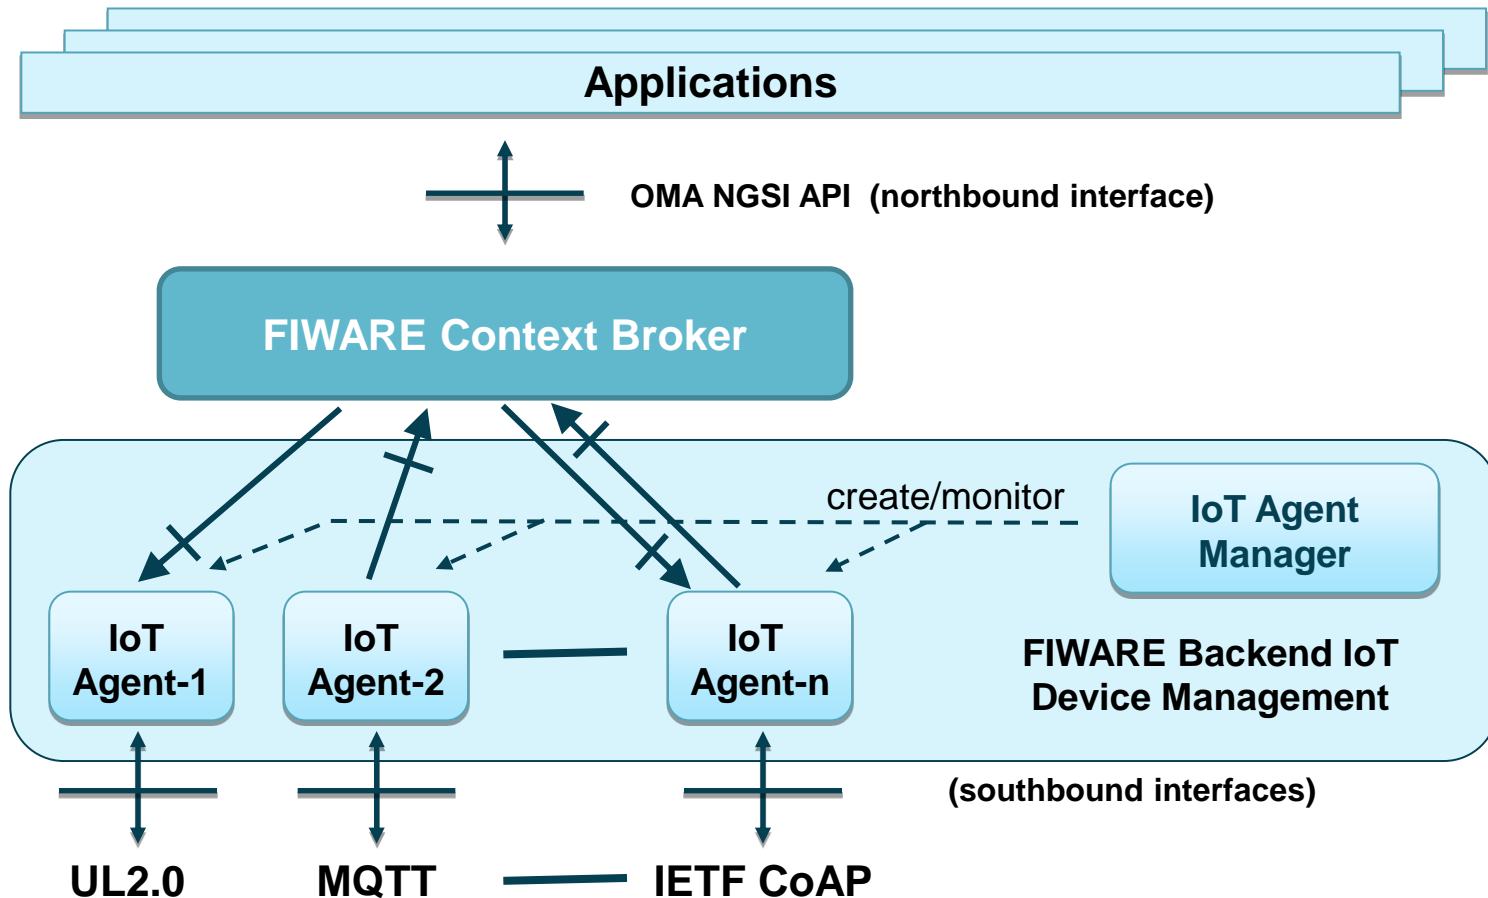 Applications
OMA NGSI API  (northbound interface)
FIWARE Context Broker
create/monitor
IoT Agent
Manager
IoT
Agent-1
IoT
Agent-2
IoT
Agent-n
FIWARE Backend IoT
Device Management
(southbound interfaces)
UL2.0
MQTT
IETF CoAP